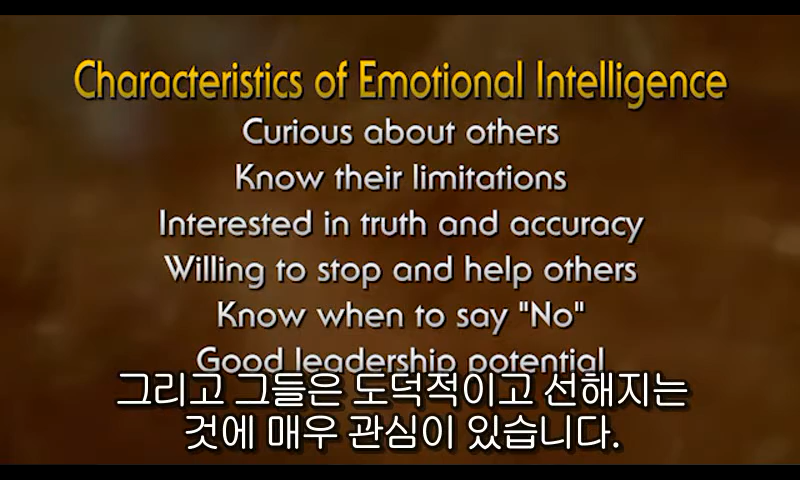 Characteristics of Emotional Intelligence
Curious about others
Know their limitations
Interested in truth and accuracy
Willing to stop and help others
Know when to say "No"
Good leadership potential
그리고 그들은 도덕적이고 선해지는
것에 매우 관심이 있습니다.